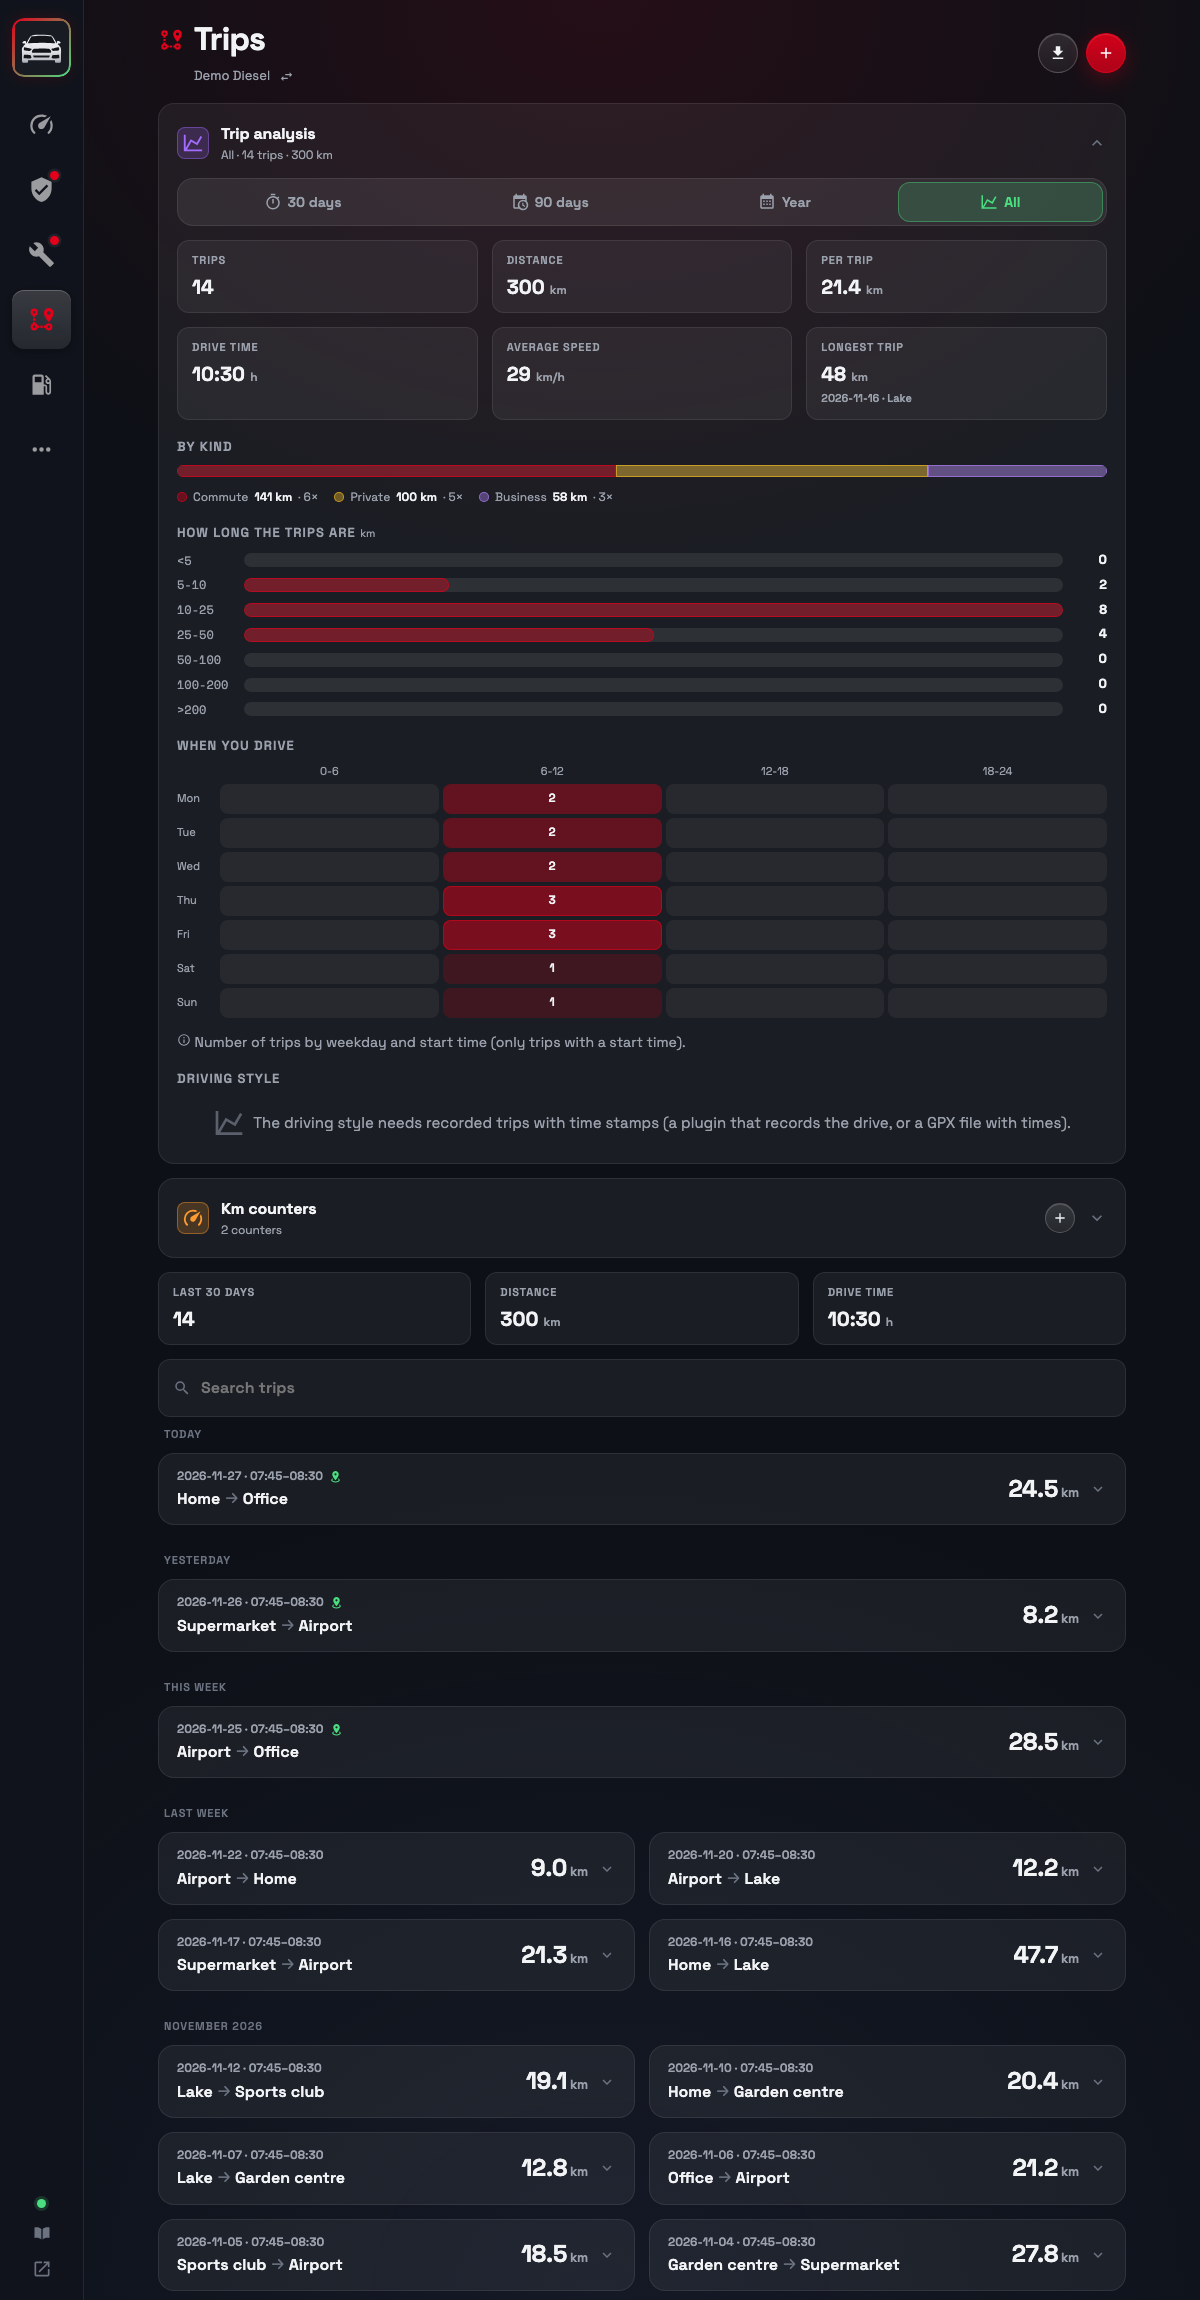 Trips
Demo Diesel
Trip analysis
All · 14 trips · 300 km
30 days
90 days
Year
All
TRIPS
14
DISTANCE
300 km
PER TRIP
21.4 km
DRIVE TIME
10:30 h
AVERAGE SPEED
29 km/h
LONGEST TRIP
48 km
2026-11-16 · Lake
BY KIND
Commute 141 km · 6×
Private 100 km · 5×
Business 58 km · 3×
HOW LONG THE TRIPS ARE km
<5 0
5-10 2
10-25 8
25-50 4
50-100 0
100-200 0
>200 0
WHEN YOU DRIVE
0-6 6-12 12-18 18-24
Mon 2
Tue 2
Wed 2
Thu 3
Fri 3
Sat 1
Sun 1
Number of trips by weekday and start time (only trips with a start time).
DRIVING STYLE
The driving style needs recorded trips with time stamps (a plugin that records the drive, or a GPX file with times).
Km counters
2 counters
LAST 30 DAYS
14
DISTANCE
300 km
DRIVE TIME
10:30 h
Search trips
TODAY
2026-11-27 · 07:45–08:30
Home → Office
24.5 km
YESTERDAY
2026-11-26 · 07:45–08:30
Supermarket → Airport
8.2 km
THIS WEEK
2026-11-25 · 07:45–08:30
Airport → Office
28.5 km
LAST WEEK
2026-11-22 · 07:45–08:30
Airport → Home
9.0 km
2026-11-20 · 07:45–08:30
Airport → Lake
12.2 km
2026-11-17 · 07:45–08:30
Supermarket → Airport
21.3 km
2026-11-16 · 07:45–08:30
Home → Lake
47.7 km
NOVEMBER 2026
2026-11-12 · 07:45–08:30
Lake → Sports club
19.1 km
2026-11-10 · 07:45–08:30
Home → Garden centre
20.4 km
2026-11-07 · 07:45–08:30
Lake → Garden centre
12.8 km
2026-11-06 · 07:45–08:30
Office → Airport
21.2 km
2026-11-05 · 07:45–08:30
Sports club → Airport
18.5 km
2026-11-04 · 07:45–08:30
Garden centre → Supermarket
27.8 km